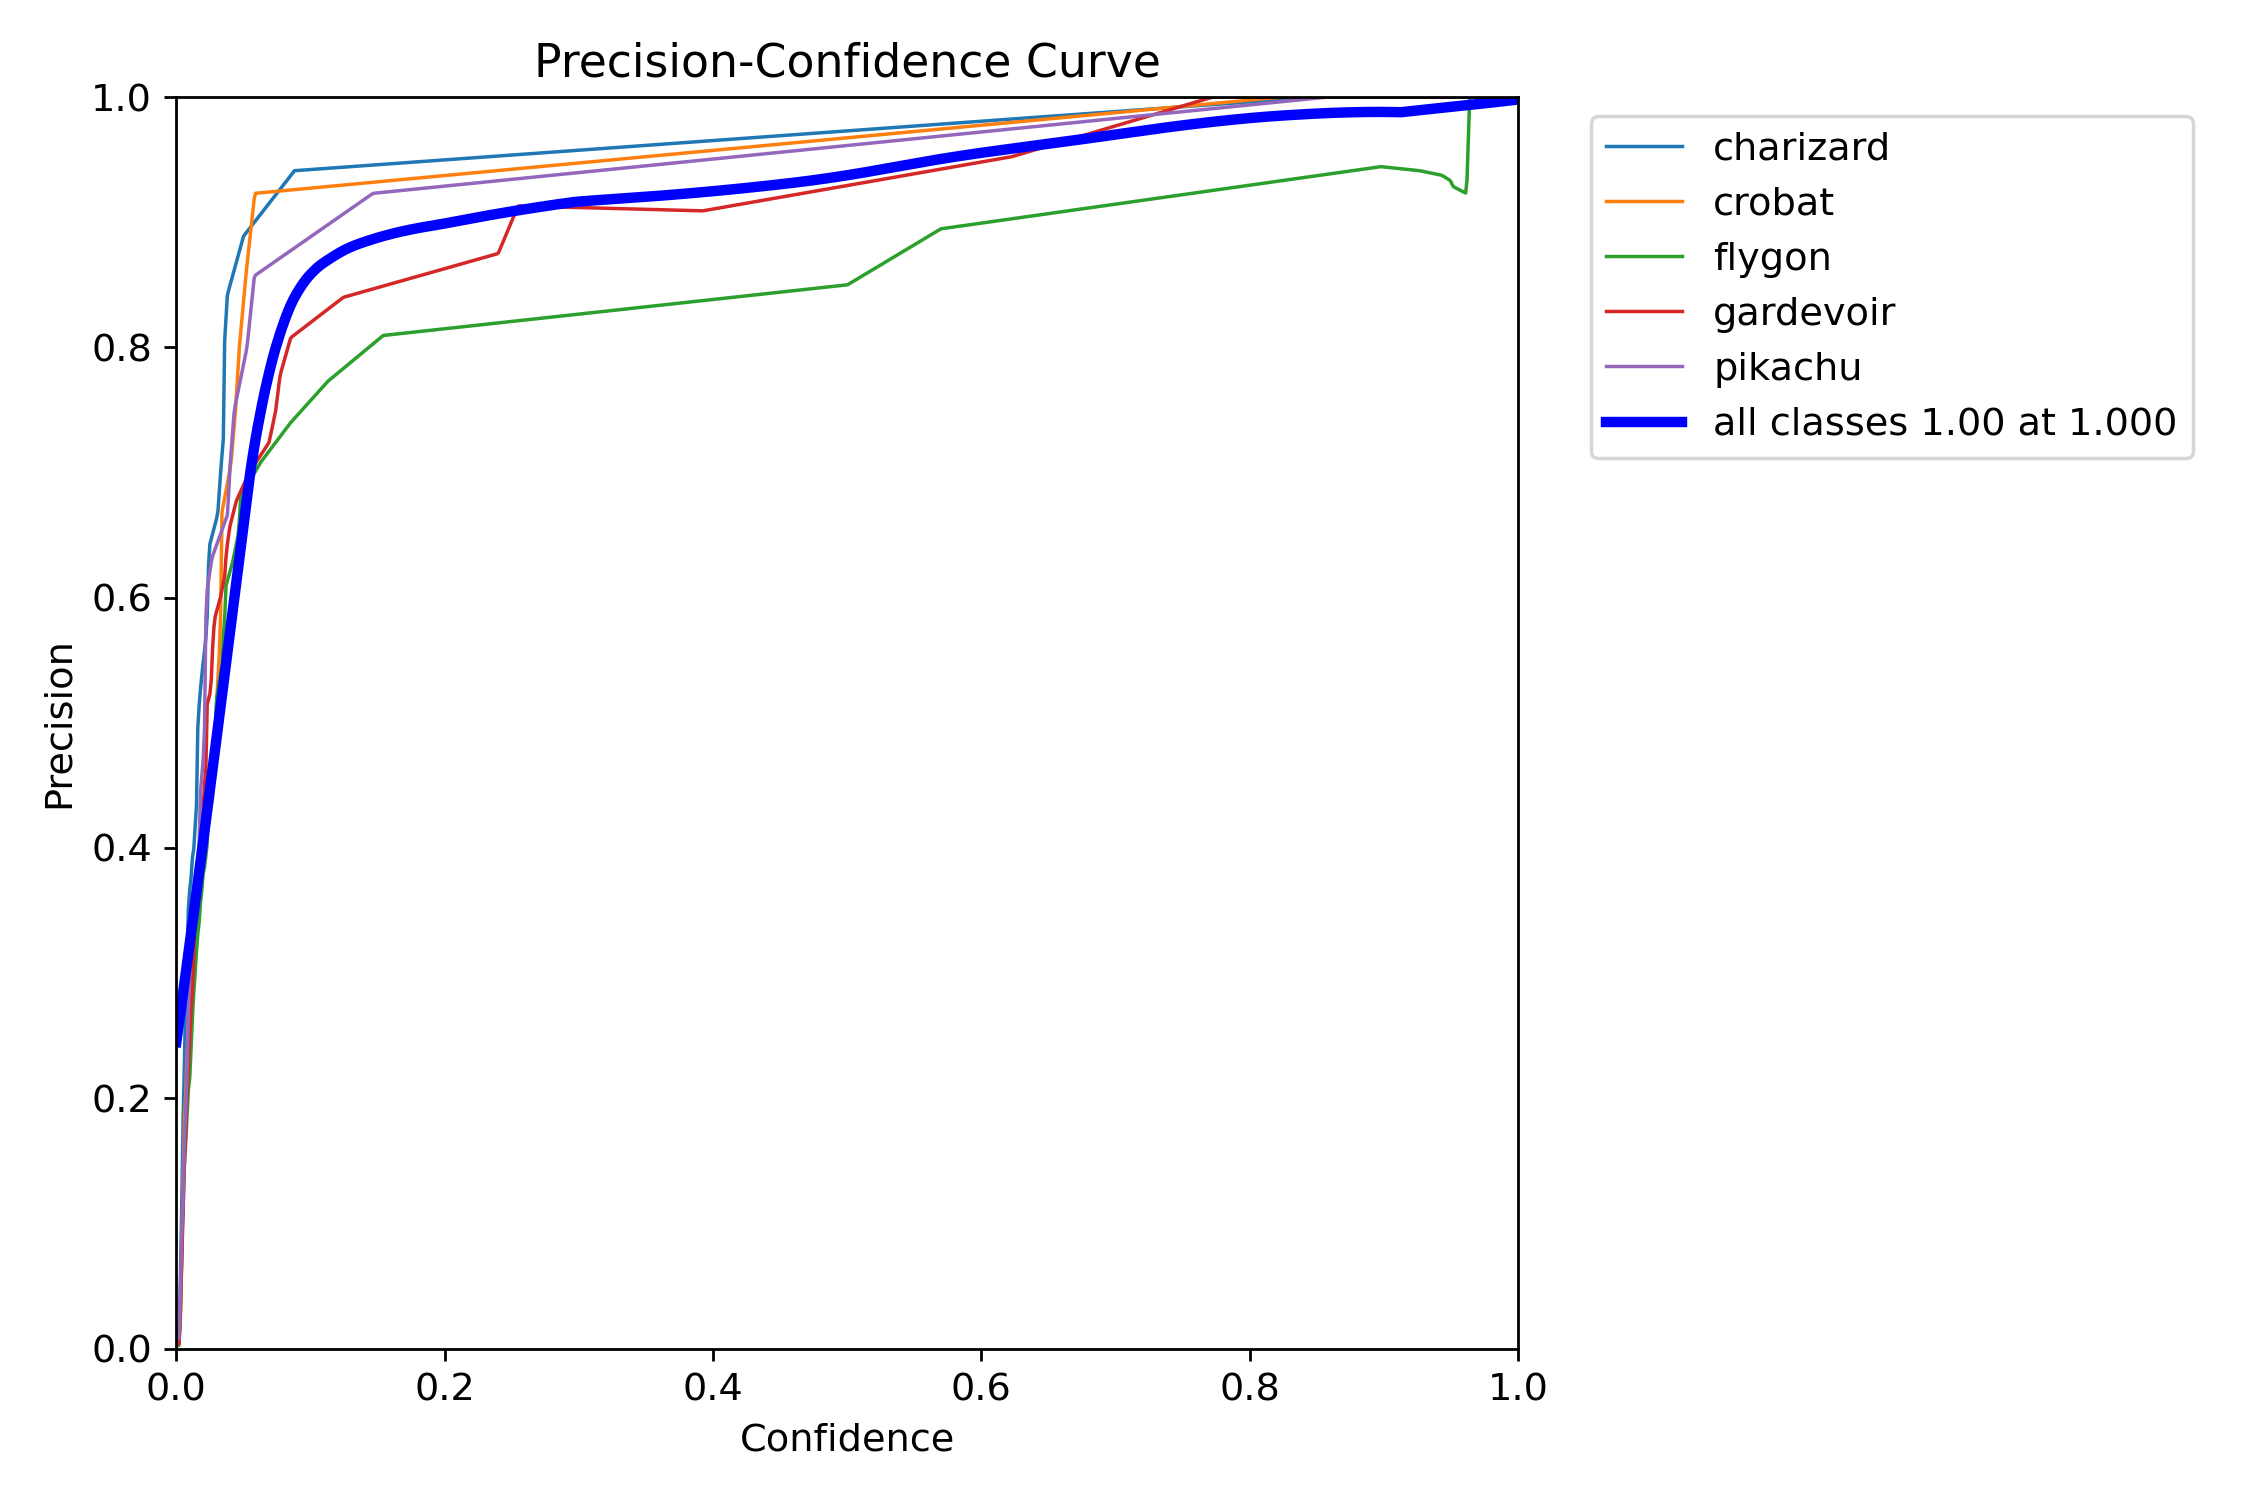 Precision-Confidence Curve
1.0
0.8
0.6
0.4
0.2
0.0
Precision
0.0 0.2 0.4 0.6 0.8 1.0
Confidence
charizard
crobat
flygon
gardevoir
pikachu
all classes 1.00 at 1.000